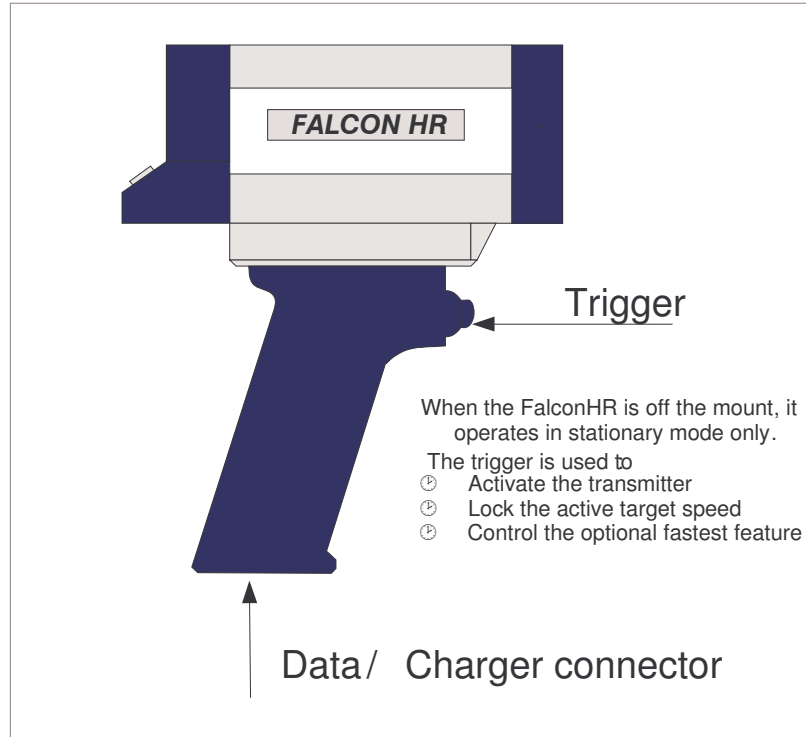 FALCON HR
Trigger
When the FalconHR is off the mount, it
operates in stationary mode only.
The trigger is used to
Activate the transmitter
Lock the active target speed
Control the optional fastest feature
Data / Charger connector